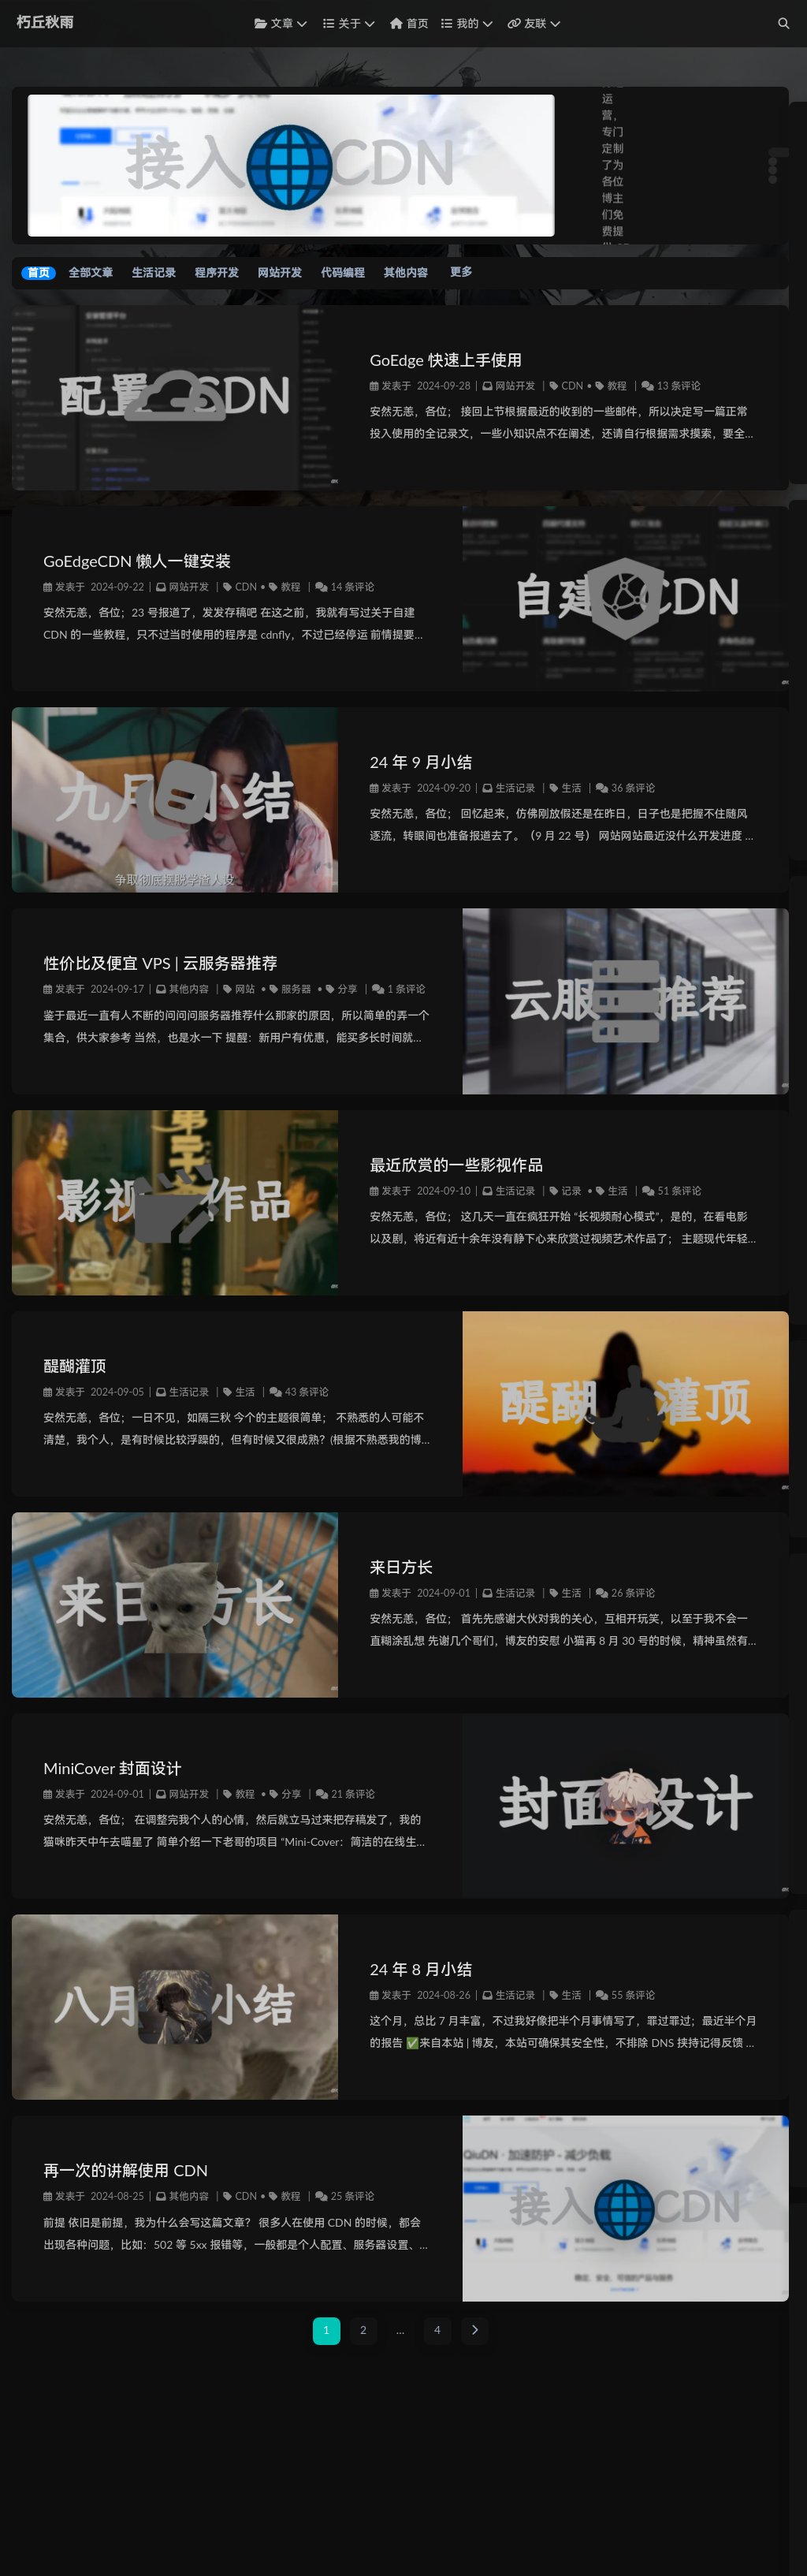 朽丘秋雨
文章 关于 首页 我的 友联
接入 CDN
运
营，
专门
定制
了为
各位
博主
们免
费提
首页 全部文章 生活记录 程序开发 网站开发 代码编程 其他内容 更多
配置 CDN
GoEdge 快速上手使用
发表于 2024-09-28 | 网站开发 | CDN • 教程 | 13 条评论
安然无恙，各位； 接回上节根据最近的收到的一些邮件，所以决定写一篇正常
投入使用的全记录文，一些小知识点不在阐述，还请自行根据需求摸索，要全...
GoEdgeCDN 懒人一键安装
发表于 2024-09-22 | 网站开发 | CDN • 教程 | 14 条评论
安然无恙，各位；23 号报道了，发发存稿吧 在这之前，我就有写过关于自建
CDN 的一些教程，只不过当时使用的程序是 cdnfly，不过已经停运 前情提要...
自建 CDN
九月小结
争取彻底摆脱学渣人设
24 年 9 月小结
发表于 2024-09-20 | 生活记录 | 生活 | 36 条评论
安然无恙，各位； 回忆起来，仿佛刚放假还是在昨日，日子也是把握不住随风
逐流，转眼间也准备报道去了。（9 月 22 号） 网站网站最近没什么开发进度 ...
性价比及便宜 VPS | 云服务器推荐
发表于 2024-09-17 | 其他内容 | 网站 • 服务器 • 分享 | 1 条评论
鉴于最近一直有人不断的问问问服务器推荐什么那家的原因，所以简单的弄一个
集合，供大家参考 当然，也是水一下 提醒：新用户有优惠，能买多长时间就...
云服 推荐
影视 作品
最近欣赏的一些影视作品
发表于 2024-09-10 | 生活记录 | 记录 • 生活 | 51 条评论
安然无恙，各位； 这几天一直在疯狂开始 “长视频耐心模式”，是的，在看电影
以及剧，将近有近十余年没有静下心来欣赏过视频艺术作品了； 主题现代年轻...
醍醐灌顶
发表于 2024-09-05 | 生活记录 | 生活 | 43 条评论
安然无恙，各位；一日不见，如隔三秋 今个的主题很简单； 不熟悉的人可能不
清楚，我个人，是有时候比较浮躁的，但有时候又很成熟？(根据不熟悉我的博...
醍醐 灌顶
来日方长
来日方长
发表于 2024-09-01 | 生活记录 | 生活 | 26 条评论
安然无恙，各位； 首先先感谢大伙对我的关心，互相开玩笑，以至于我不会一
直糊涂乱想 先谢几个哥们，博友的安慰 小猫再 8 月 30 号的时候，精神虽然有...
MiniCover 封面设计
发表于 2024-09-01 | 网站开发 | 教程 • 分享 | 21 条评论
安然无恙，各位； 在调整完我个人的心情，然后就立马过来把存稿发了，我的
猫咪昨天中午去喵星了 简单介绍一下老哥的项目 “Mini-Cover：简洁的在线生...
封面设计
八月小结
24 年 8 月小结
发表于 2024-08-26 | 生活记录 | 生活 | 55 条评论
这个月，总比 7 月丰富，不过我好像把半个月事情写了，罪过罪过；最近半个月
的报告 ✅来自本站 | 博友，本站可确保其安全性，不排除 DNS 挟持记得反馈 ...
再一次的讲解使用 CDN
发表于 2024-08-25 | 其他内容 | CDN • 教程 | 25 条评论
前提 依旧是前提，我为什么会写这篇文章？ 很多人在使用 CDN 的时候，都会
出现各种问题，比如：502 等 5xx 报错等，一般都是个人配置、服务器设置、...
QiuDN · 加速防护 - 减少负载
接入 CDN
1 2 ... 4